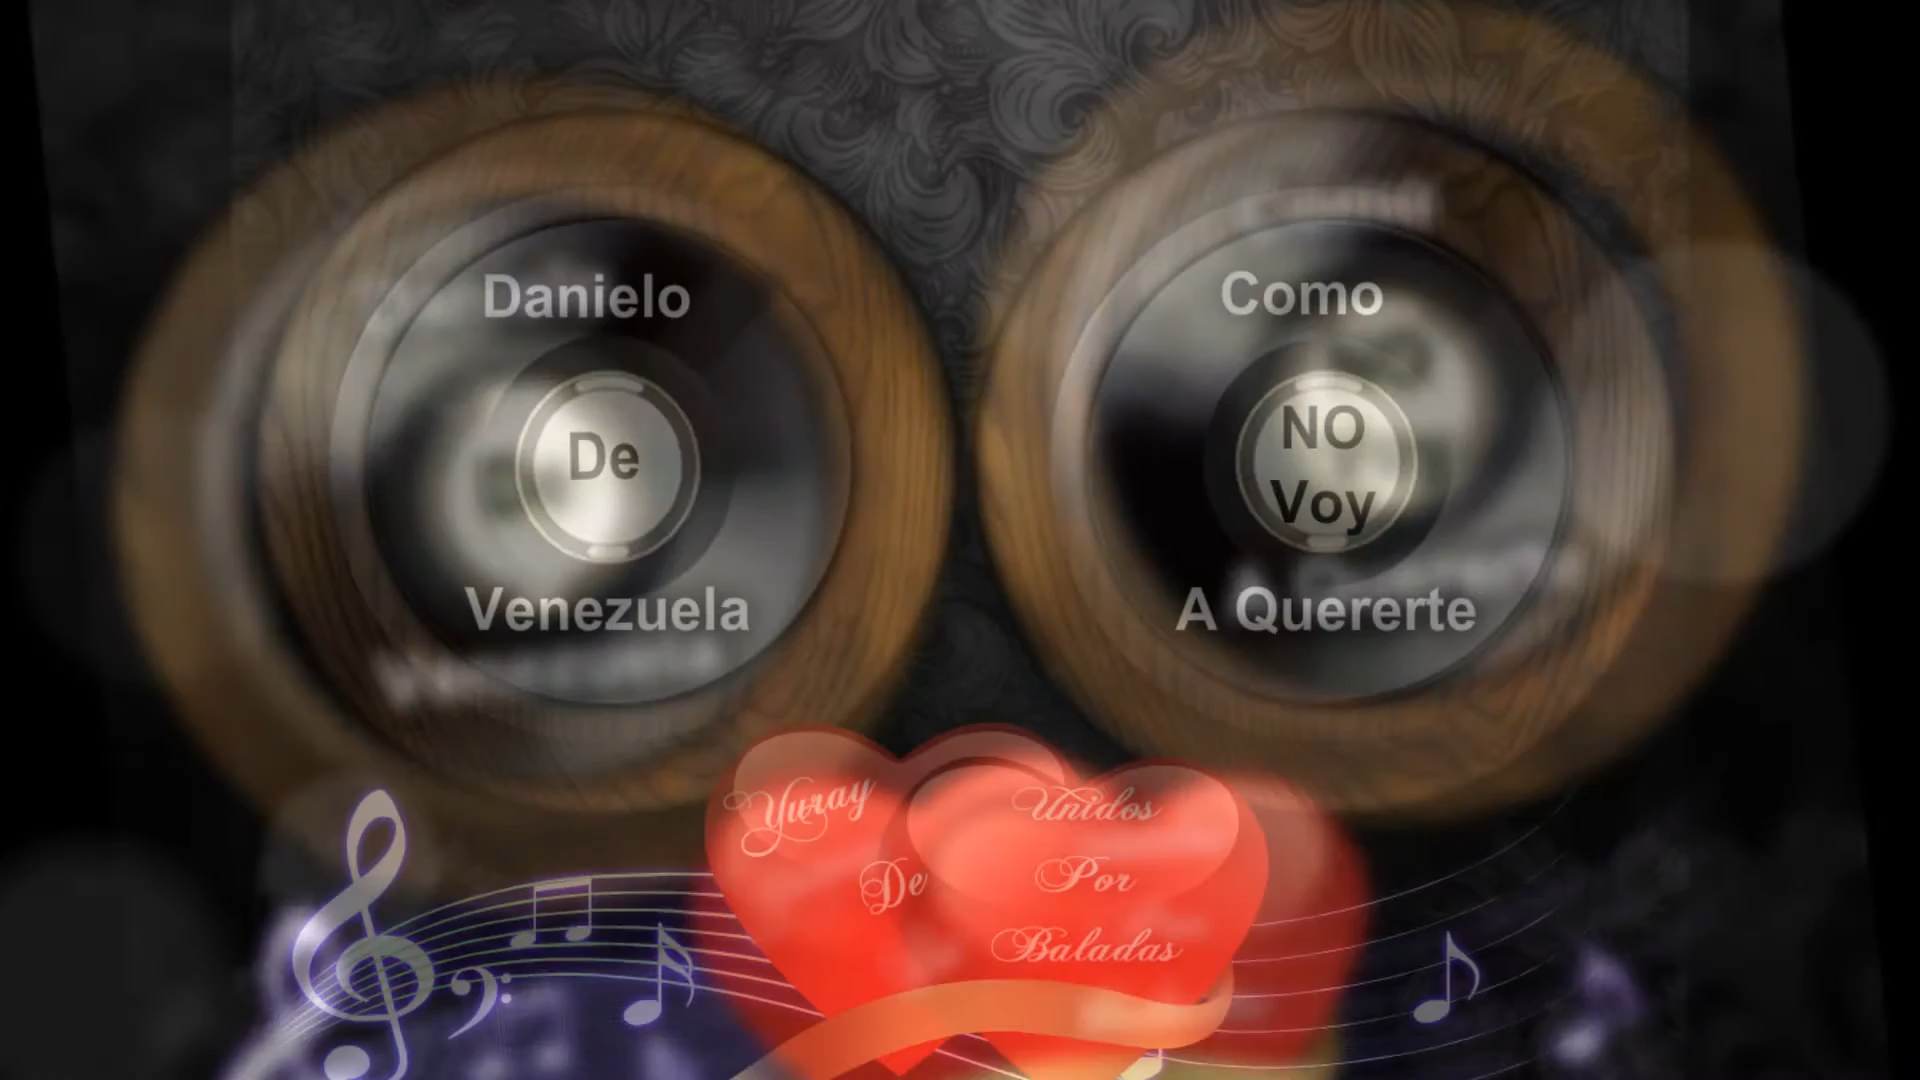 Danielo
De
Venezuela
Como
NO
Voy
A Quererte
Yuray
De
Unidos
Por
Baladas